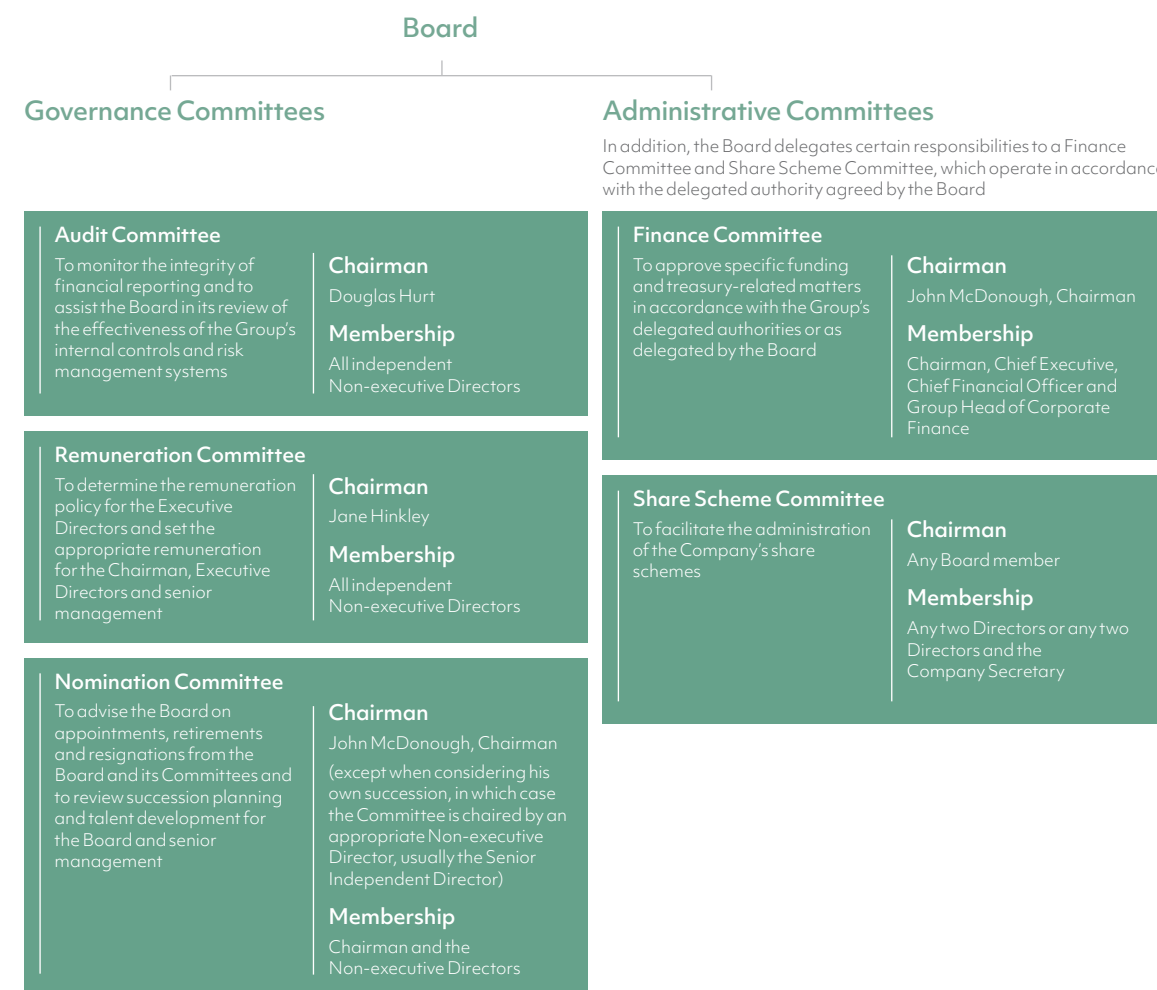 Board
Governance Committees
Administrative Committees
In addition, the Board delegates certain responsibilities to a Finance
Committee and Share Scheme Committee, which operate in accordance
with the delegated authority agreed by the Board
Audit Committee
To monitor the integrity of
financial reporting and to
assist the Board in its review of
the effectiveness of the Group's
internal controls and risk
management systems
Chairman
Douglas Hurt
Membership
All independent
Non-executive Directors
Remuneration Committee
To determine the remuneration
policy for the Executive
Directors and set the
appropriate remuneration
for the Chairman, Executive
Directors and senior
management
Chairman
Jane Hinkley
Membership
All independent
Non-executive Directors
Nomination Committee
To advise the Board on
appointments, retirements
and resignations from the
Board and its Committees and
to review succession planning
and talent development for
the Board and senior
management
Chairman
John McDonough, Chairman
(except when considering his
own succession, in which case
the Committee is chaired by an
appropriate Non-executive
Director, usually the Senior
Independent Director)
Membership
Chairman and the
Non-executive Directors
Finance Committee
To approve specific funding
and treasury-related matters
in accordance with the Group's
delegated authorities or as
delegated by the Board
Chairman
John McDonough, Chairman
Membership
Chairman, Chief Executive,
Chief Financial Officer and
Group Head of Corporate
Finance
Share Scheme Committee
To facilitate the administration
of the Company's share
schemes
Chairman
Any Board member
Membership
Any two Directors or any two
Directors and the
Company Secretary